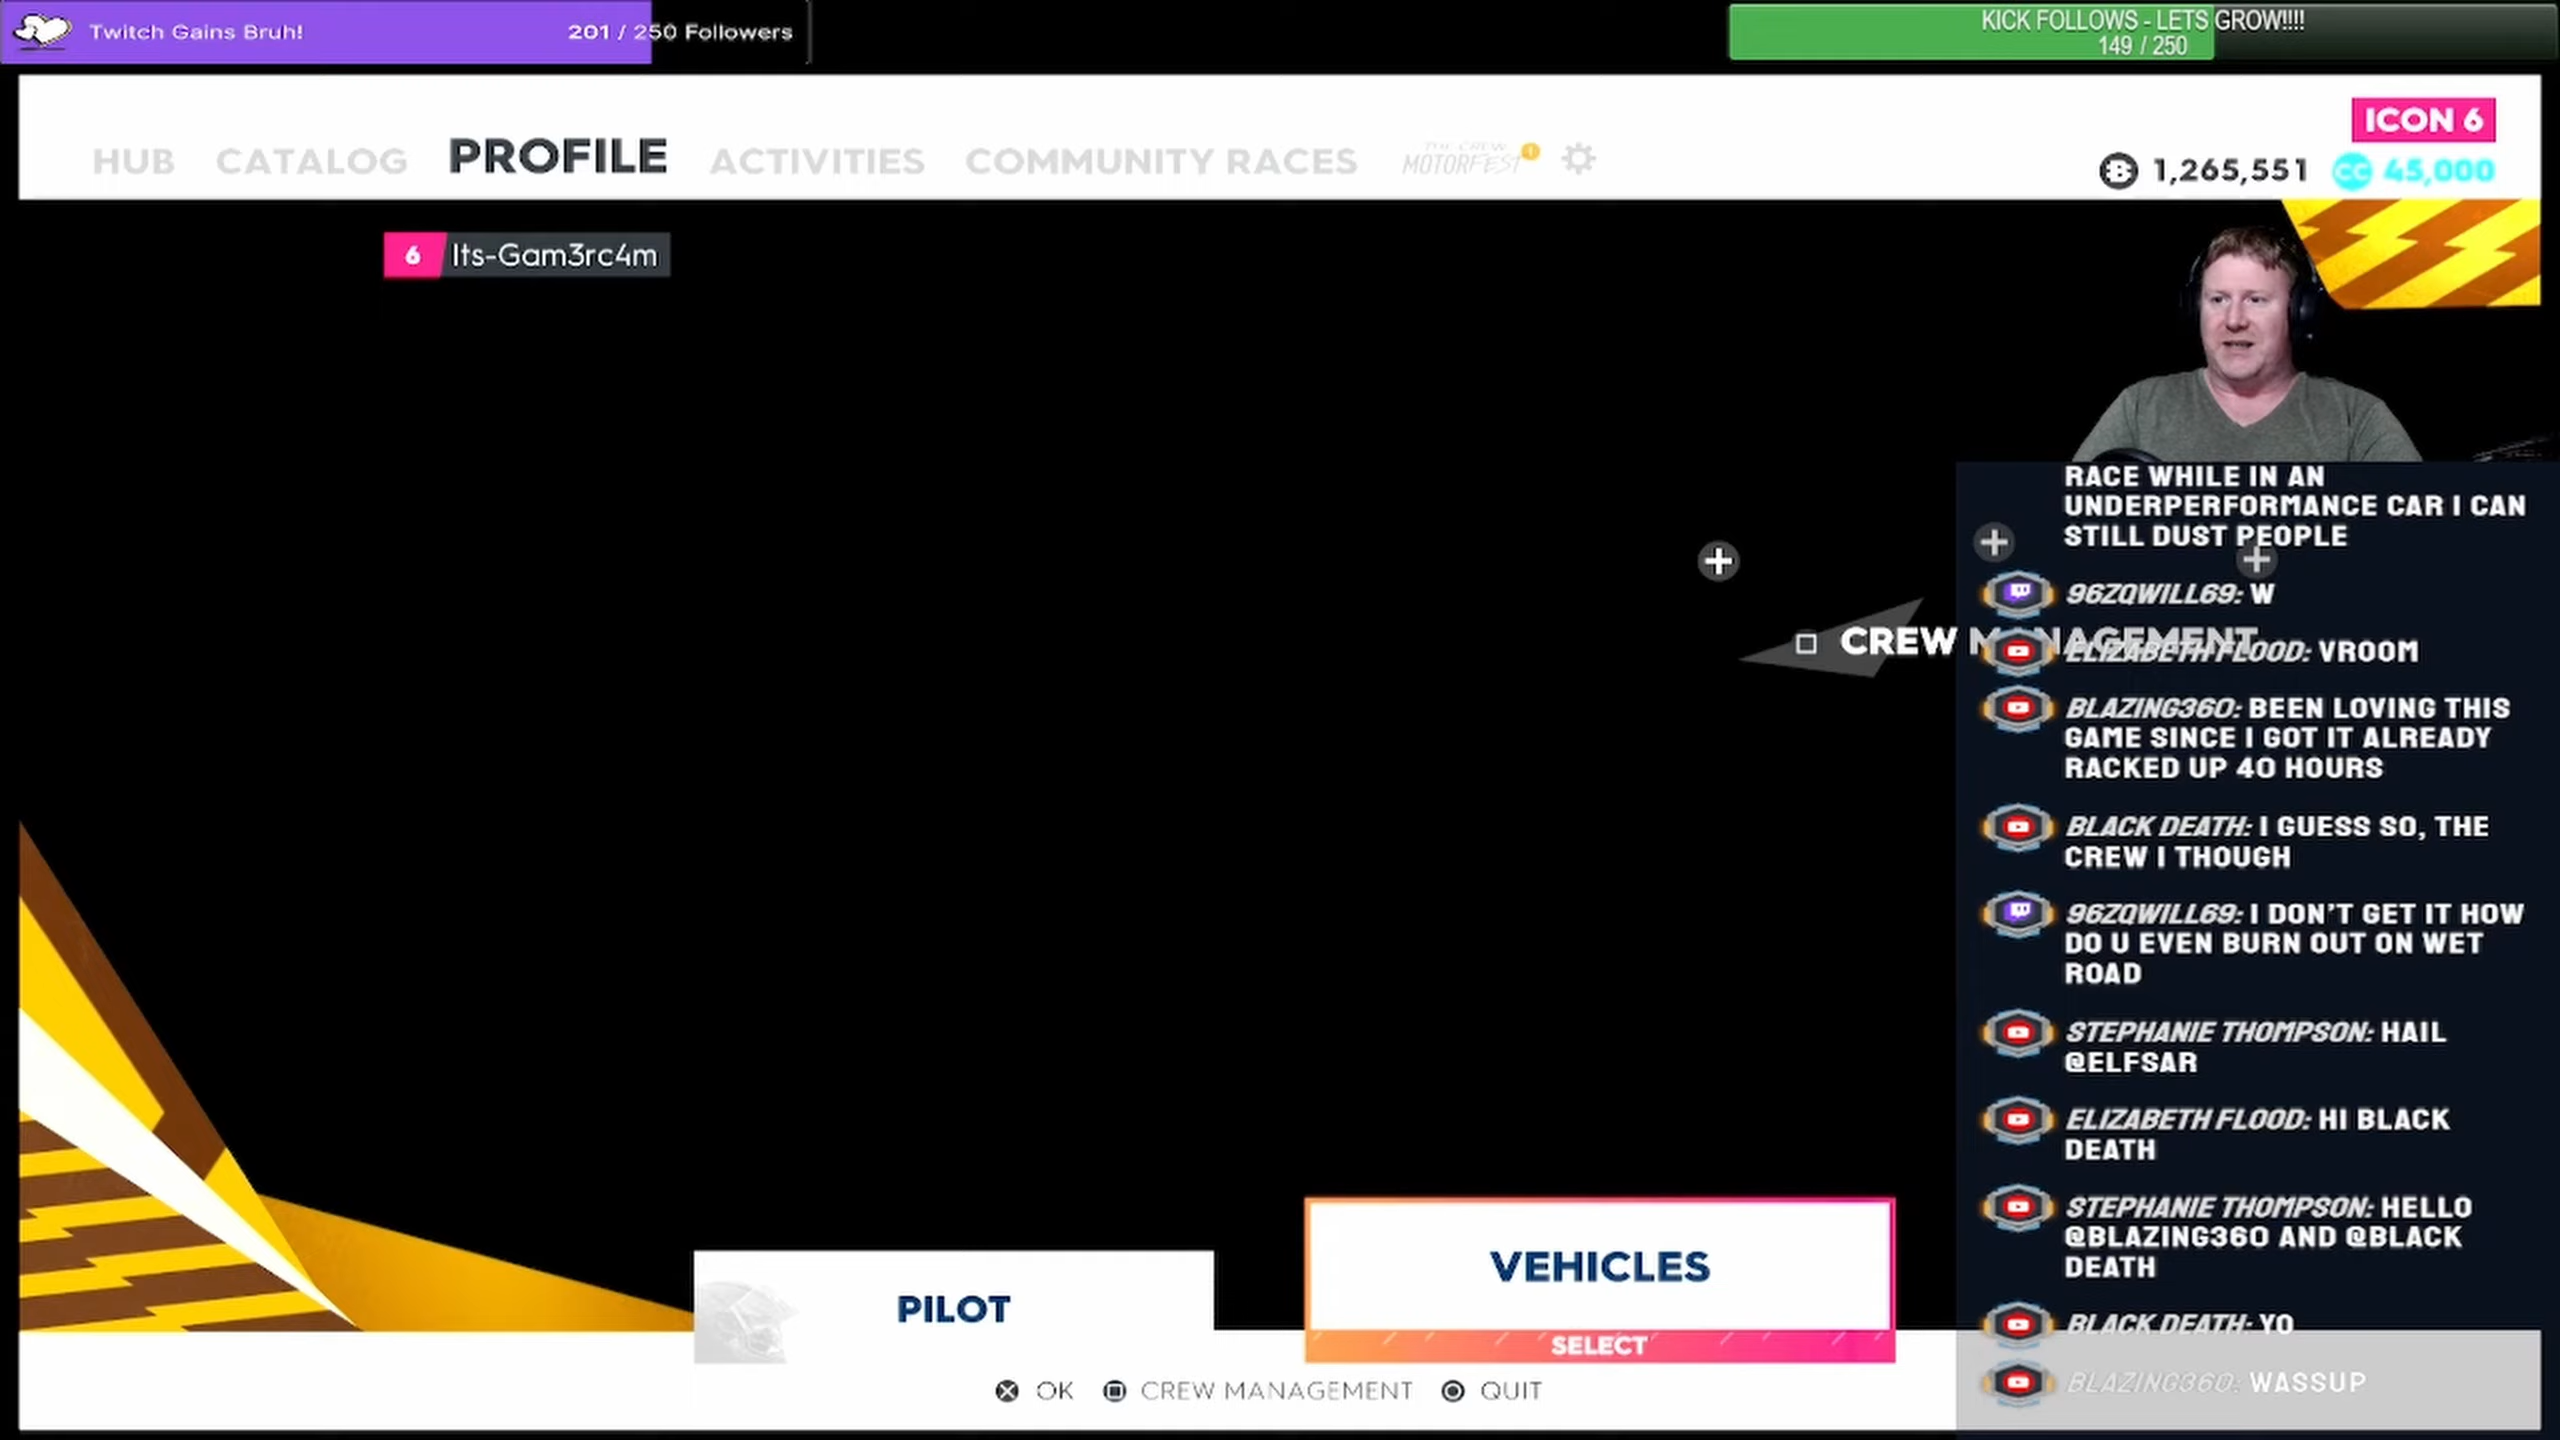 Twitch Gains Bruh! 201 / 250 Followers
KICK FOLLOWS - LETS GROW!!!!
149 / 250
HUB CATALOG PROFILE ACTIVITIES COMMUNITY RACES THE CREW MOTORFEST
ICON 6
1,265,551 CC 45,000
6 Its-Gam3rc4m
RACE WHILE IN AN
UNDERPERFORMANCE CAR I CAN
STILL DUST PEOPLE
96ZQWILL69: W
CREW MANAGEMENT
ELIZABETH FLOOD: VROOM
BLAZING360: BEEN LOVING THIS
GAME SINCE I GOT IT ALREADY
RACKED UP 40 HOURS
BLACK DEATH: I GUESS SO, THE
CREW I THOUGH
96ZQWILL69: I DON'T GET IT HOW
DO U EVEN BURN OUT ON WET
ROAD
STEPHANIE THOMPSON: HAIL
@ELFSAR
ELIZABETH FLOOD: HI BLACK
DEATH
STEPHANIE THOMPSON: HELLO
@BLAZING360 AND @BLACK
DEATH
BLACK DEATH: YO
BLAZING360: WASSUP
PILOT
VEHICLES
SELECT
OK CREW MANAGEMENT QUIT